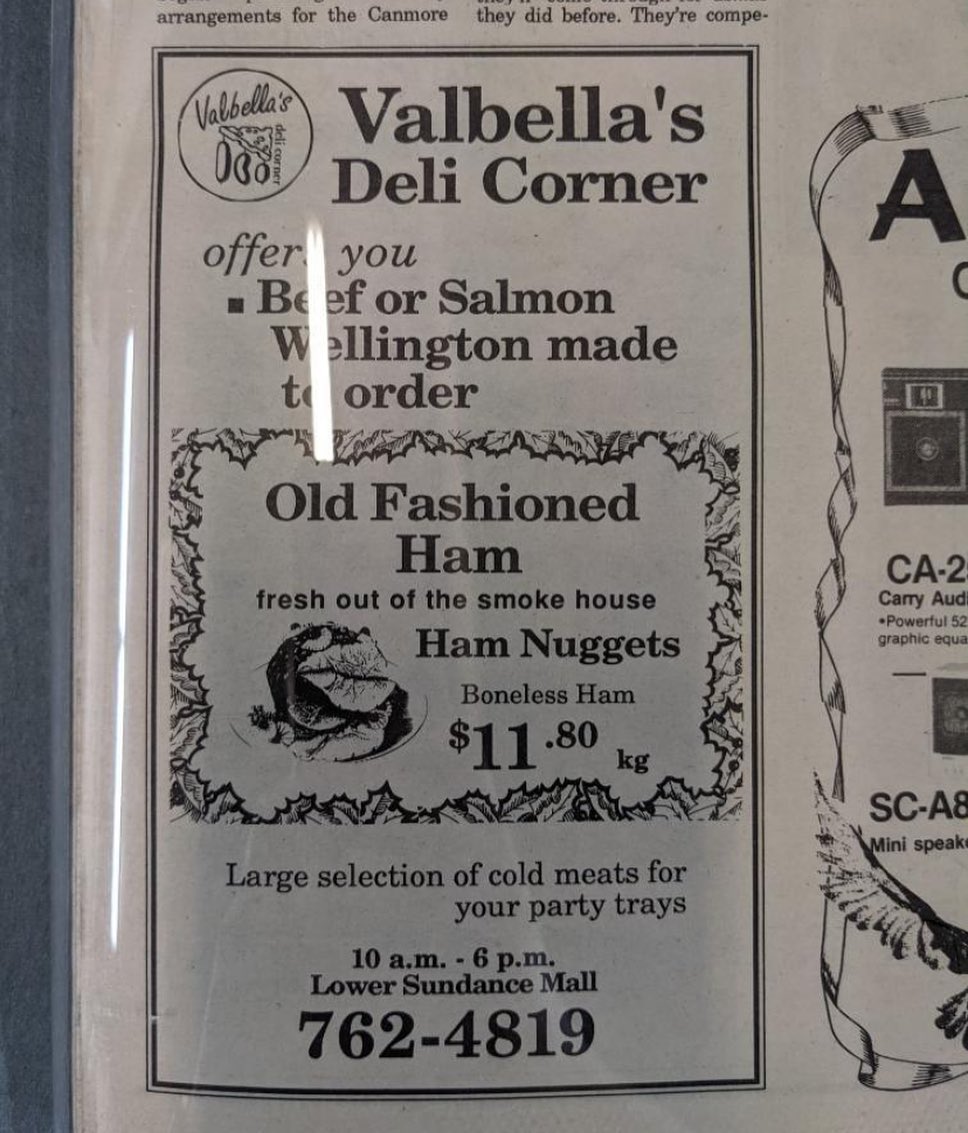 arrangements for the Canmore
they did before. They're compe-
Valbella's
deli corner
Valbella's
Deli Corner
offers you
▪ Beef or Salmon
Wellington made
to order
Old Fashioned
Ham
fresh out of the smoke house
Ham Nuggets
Boneless Ham
$11.80 kg
Large selection of cold meats for
your party trays
10 a.m. - 6 p.m.
Lower Sundance Mall
762-4819
A
CA-2
Carry Audi
•Powerful 52
graphic equa
SC-A8
Mini speake